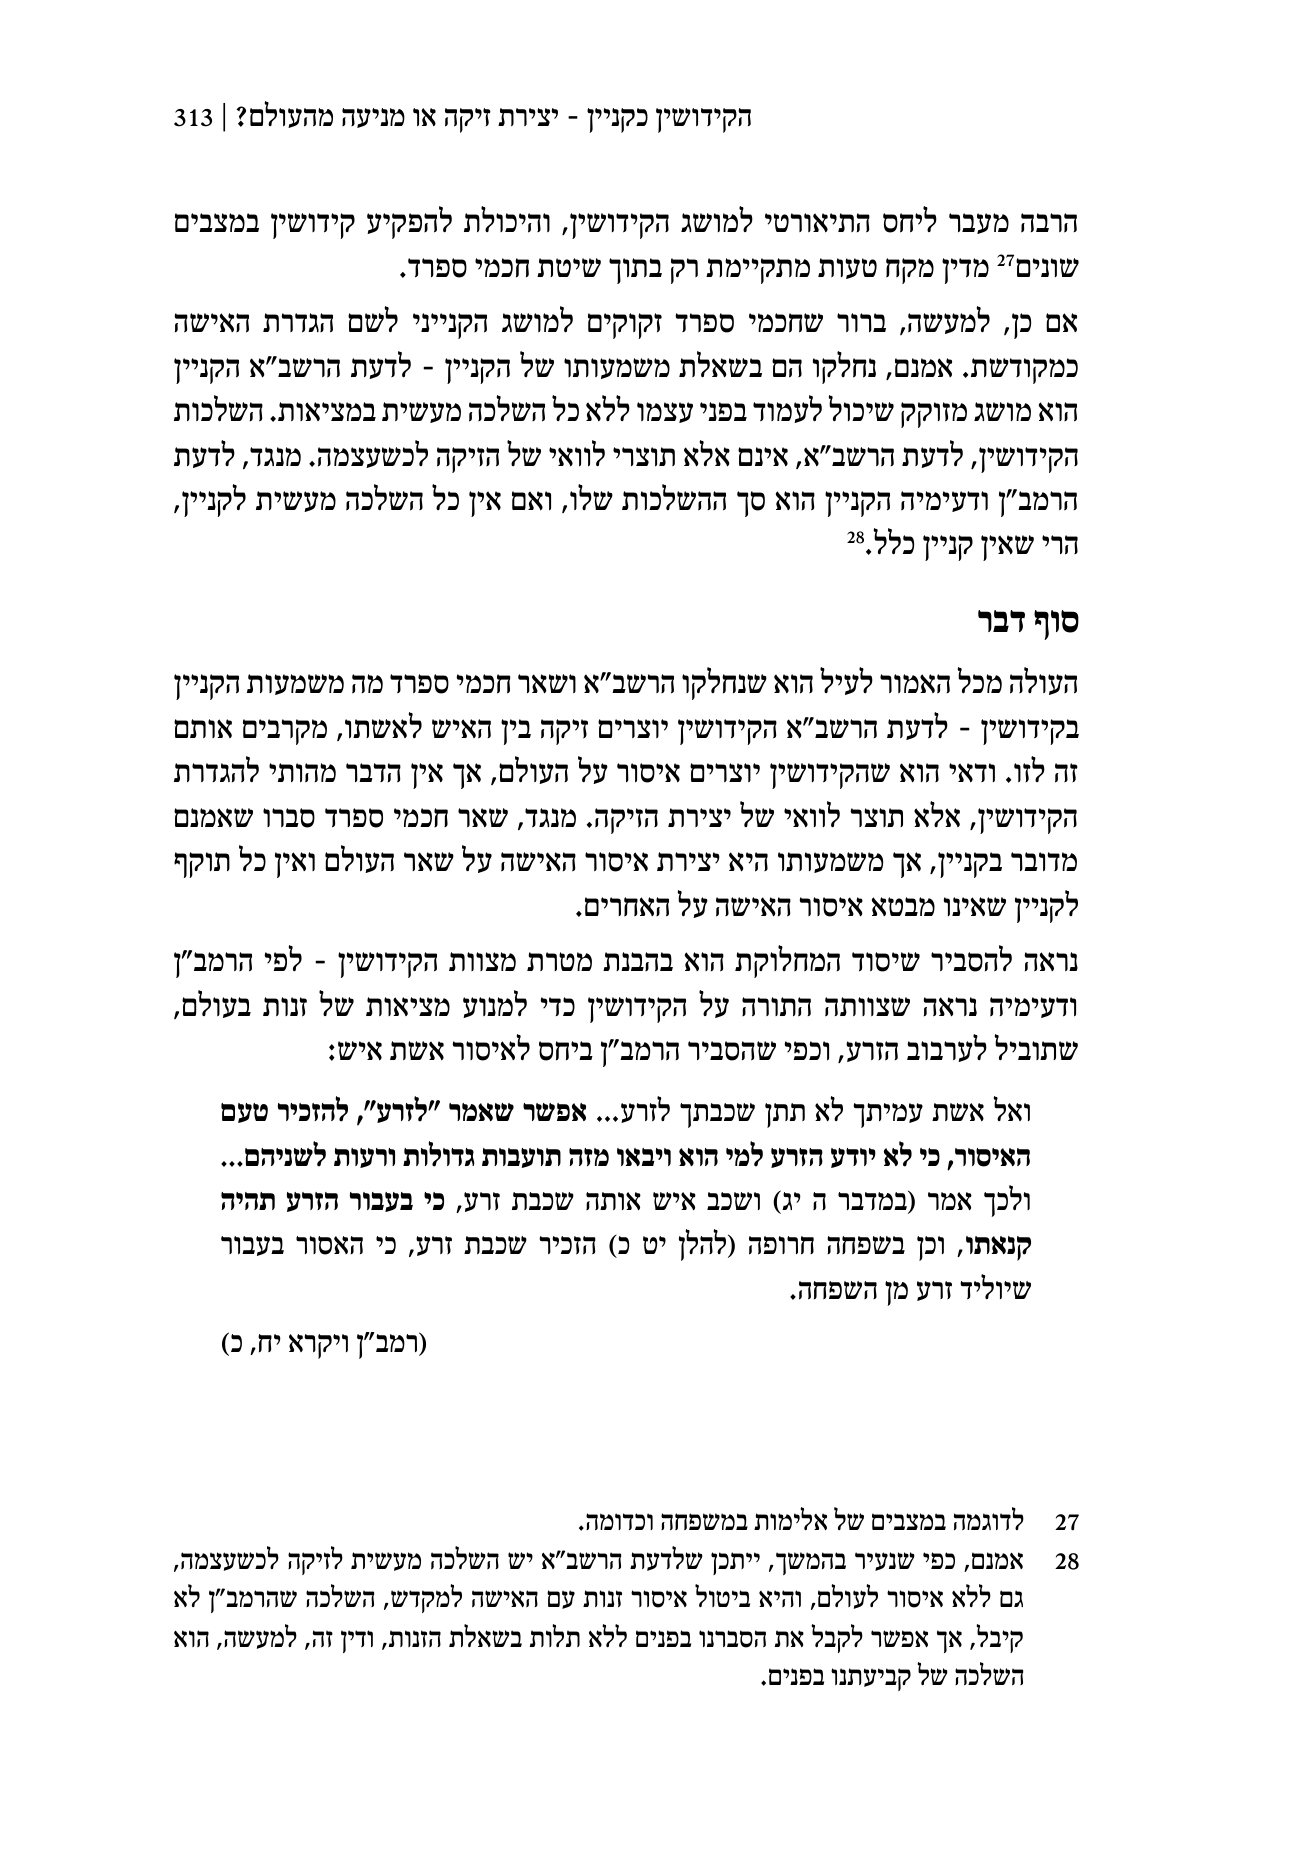 הקידושין כקניין - יצירת זיקה או מניעה מהעולם? | 313
הרבה מעבר ליחס התיאורטי למושג הקידושין, והיכולת להפקיע קידושין במצבים
שונים27 מדין מקח טעות מתקיימת רק בתוך שיטת חכמי ספרד.
אם כן, למעשה, ברור שחכמי ספרד זקוקים למושג הקנייני לשם הגדרת האישה
כמקודשת. אמנם, נחלקו הם בשאלת משמעותו של הקניין - לדעת הרשב"א הקניין
הוא מושג מזוקק שיכול לעמוד בפני עצמו ללא כל השלכה מעשית במציאות. השלכות
הקידושין, לדעת הרשב"א, אינם אלא תוצרי לוואי של הזיקה לכשעצמה. מנגד, לדעת
הרמב"ן ודעימיה הקניין הוא סך ההשלכות שלו, ואם אין כל השלכה מעשית לקניין,
הרי שאין קניין כלל.28
סוף דבר
העולה מכל האמור לעיל הוא שנחלקו הרשב"א ושאר חכמי ספרד מה משמעות הקניין
בקידושין - לדעת הרשב"א הקידושין יוצרים זיקה בין האיש לאשתו, מקרבים אותם
זה לזו. ודאי הוא שהקידושין יוצרים איסור על העולם, אך אין הדבר מהותי להגדרת
הקידושין, אלא תוצר לוואי של יצירת הזיקה. מנגד, שאר חכמי ספרד סברו שאמנם
מדובר בקניין, אך משמעותו היא יצירת איסור האישה על שאר העולם ואין כל תוקף
לקניין שאינו מבטא איסור האישה על האחרים.
נראה להסביר שיסוד המחלוקת הוא בהבנת מטרת מצוות הקידושין - לפי הרמב"ן
ודעימיה נראה שצוותה התורה על הקידושין כדי למנוע מציאות של זנות בעולם,
שתוביל לערבוב הזרע, וכפי שהסביר הרמב"ן ביחס לאיסור אשת איש:
ואל אשת עמיתך לא תתן שכבתך לזרע... אפשר שאמר "לזרע", להזכיר טעם
האיסור, כי לא יודע הזרע למי הוא ויבאו מזה תועבות גדולות ורעות לשניהם...
ולכך אמר (במדבר ה יג) ושכב איש אותה שכבת זרע, כי בעבור הזרע תהיה
קנאתו, וכן בשפחה חרופה (להלן יט כ) הזכיר שכבת זרע, כי האסור בעבור
שיוליד זרע מן השפחה.
(רמב"ן ויקרא יח, כ)
27 לדוגמה במצבים של אלימות במשפחה וכדומה.
28 אמנם, כפי שנעיר בהמשך, ייתכן שלדעת הרשב"א יש השלכה מעשית לזיקה לכשעצמה,
גם ללא איסור לעולם, והיא ביטול איסור זנות עם האישה למקדש, השלכה שהרמב"ן לא
קיבל, אך אפשר לקבל את הסברנו בפנים ללא תלות בשאלת הזנות, ודין זה, למעשה, הוא
השלכה של קביעתנו בפנים.